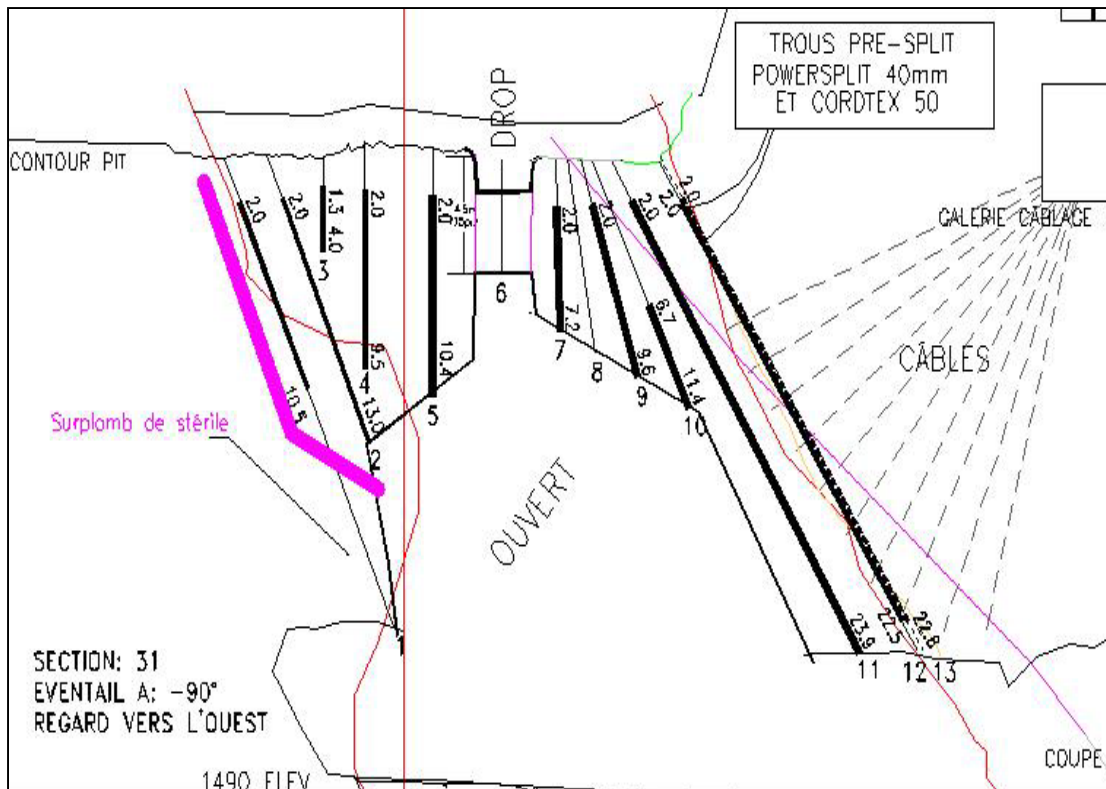 TROUS PRE-SPLIT
POWERSPLIT 40mm
ET CORDTEX 50
DROP
CONTOUR PIT
GALERIE CÂBLAGE
CÂBLES
2.0
2.0
1.3
4.0
2.0
2.0
2.0
2.0
2.0
2.0
2.0
3
6
7.2
7
6.7
9.5
4
10.4
5
8
9.6
9
11.4
10
10.5
13.0
2
Surplomb de stérile
OUVERT
1
23.9
22.5
22.8
11
12
13
SECTION: 31
EVENTAIL A: -90°
REGARD VERS L'OUEST
COUPE
1490 ELEV